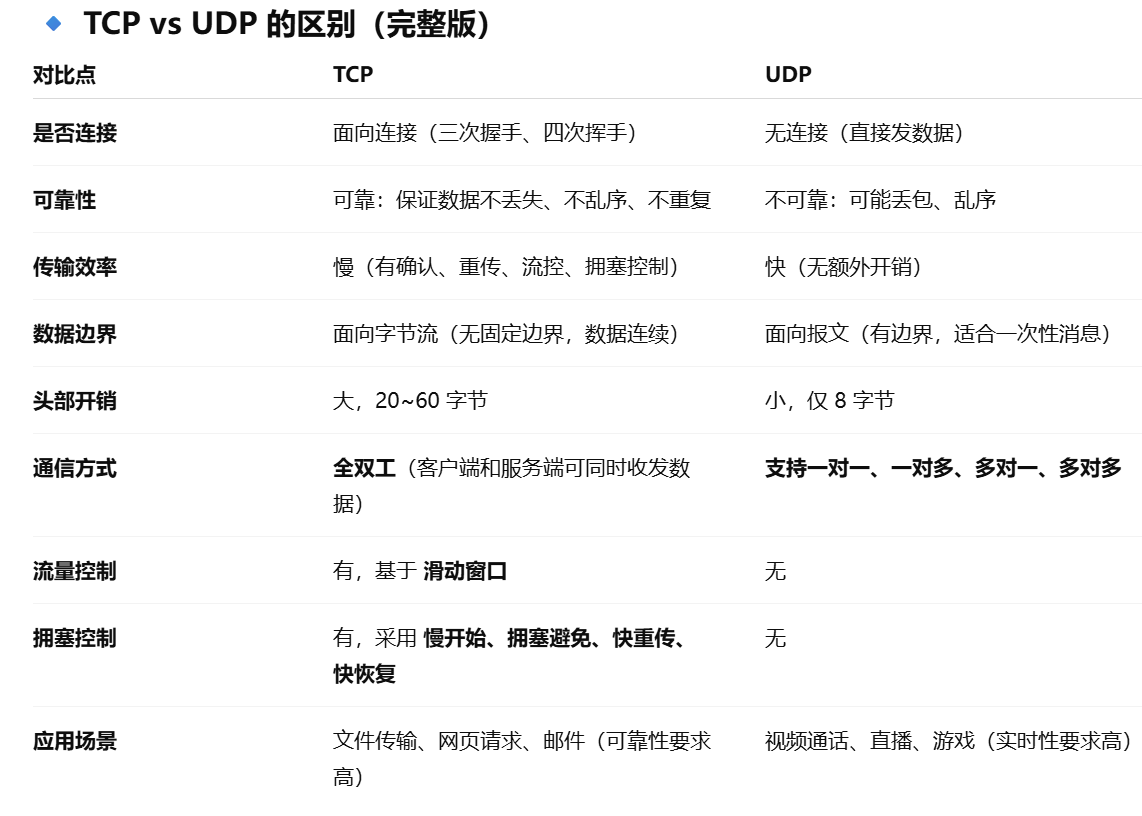 TCP vs UDP 的区别（完整版）
对比点 TCP UDP
是否连接 面向连接（三次握手、四次挥手） 无连接（直接发数据）
可靠性 可靠：保证数据不丢失、不乱序、不重复 不可靠：可能丢包、乱序
传输效率 慢（有确认、重传、流控、拥塞控制） 快（无额外开销）
数据边界 面向字节流（无固定边界，数据连续） 面向报文（有边界，适合一次性消息）
头部开销 大，20~60 字节 小，仅 8 字节
通信方式 全双工（客户端和服务端可同时收发数 支持一对一、一对多、多对一、多对多
据）
流量控制 有，基于 滑动窗口 无
拥塞控制 有，采用 慢开始、拥塞避免、快重传、 无
快恢复
应用场景 文件传输、网页请求、邮件（可靠性要求 视频通话、直播、游戏（实时性要求高）
高）